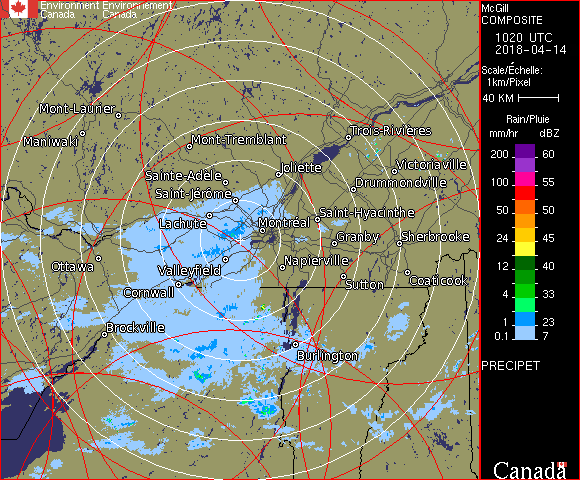 Environment Environnement
Canada Canada
McGill
COMPOSITE
1020 UTC
2018-04-14
Scale/Échelle:
1km/Pixel
40 KM
Rain/Pluie
mm/hr dBZ
200 60
100 55
50 50
24 45
12 40
4 33
1 23
0.1 7
PRECIPET
Canada
Mont-Laurier
Maniwaki
Mont-Tremblant
Trois-Rivières
Victoriaville
Joliette
Sainte-Adèle
Drummondville
Saint-Jérôme
Saint-Hyacinthe
Lachute
Montréal
Granby
Sherbrooke
Ottawa
Napierville
Valleyfield
Coaticook
Sutton
Cornwall
Brockville
Burlington